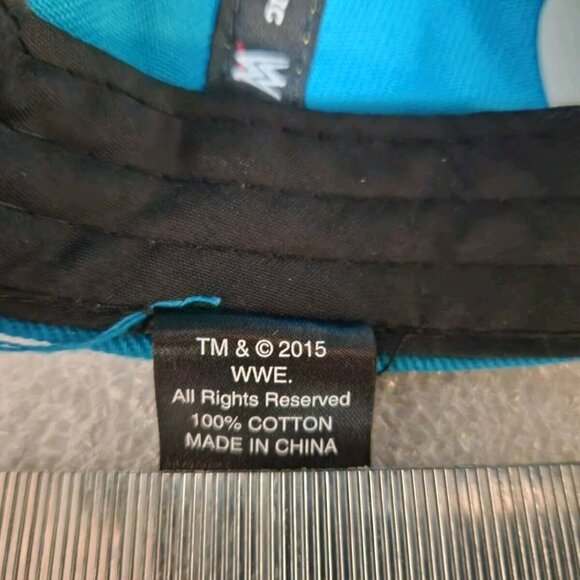 TM & © 2015
WWE.
All Rights Reserved
100% COTTON
MADE IN CHINA